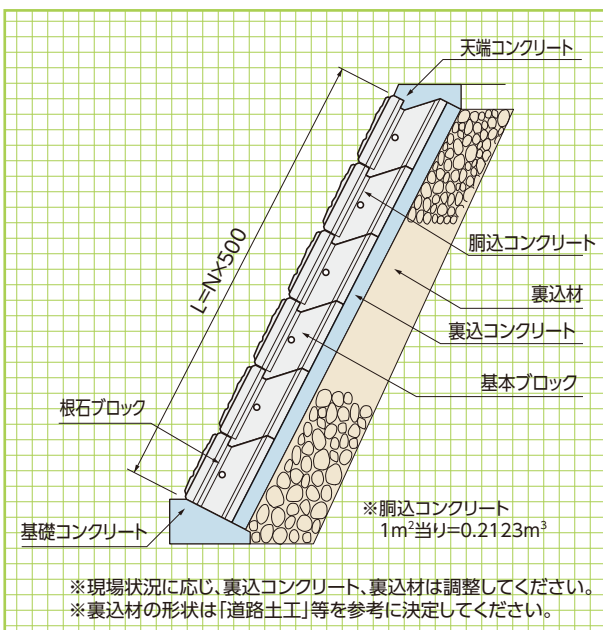 天端コンクリート
L=N×500
胴込コンクリート
裏込材
裏込コンクリート
基本ブロック
根石ブロック
基礎コンクリート
※胴込コンクリート
1m²当り=0.2123m³
※現場状況に応じ、裏込コンクリート、裏込材は調整してください。
※裏込材の形状は「道路土工」等を参考に決定してください。